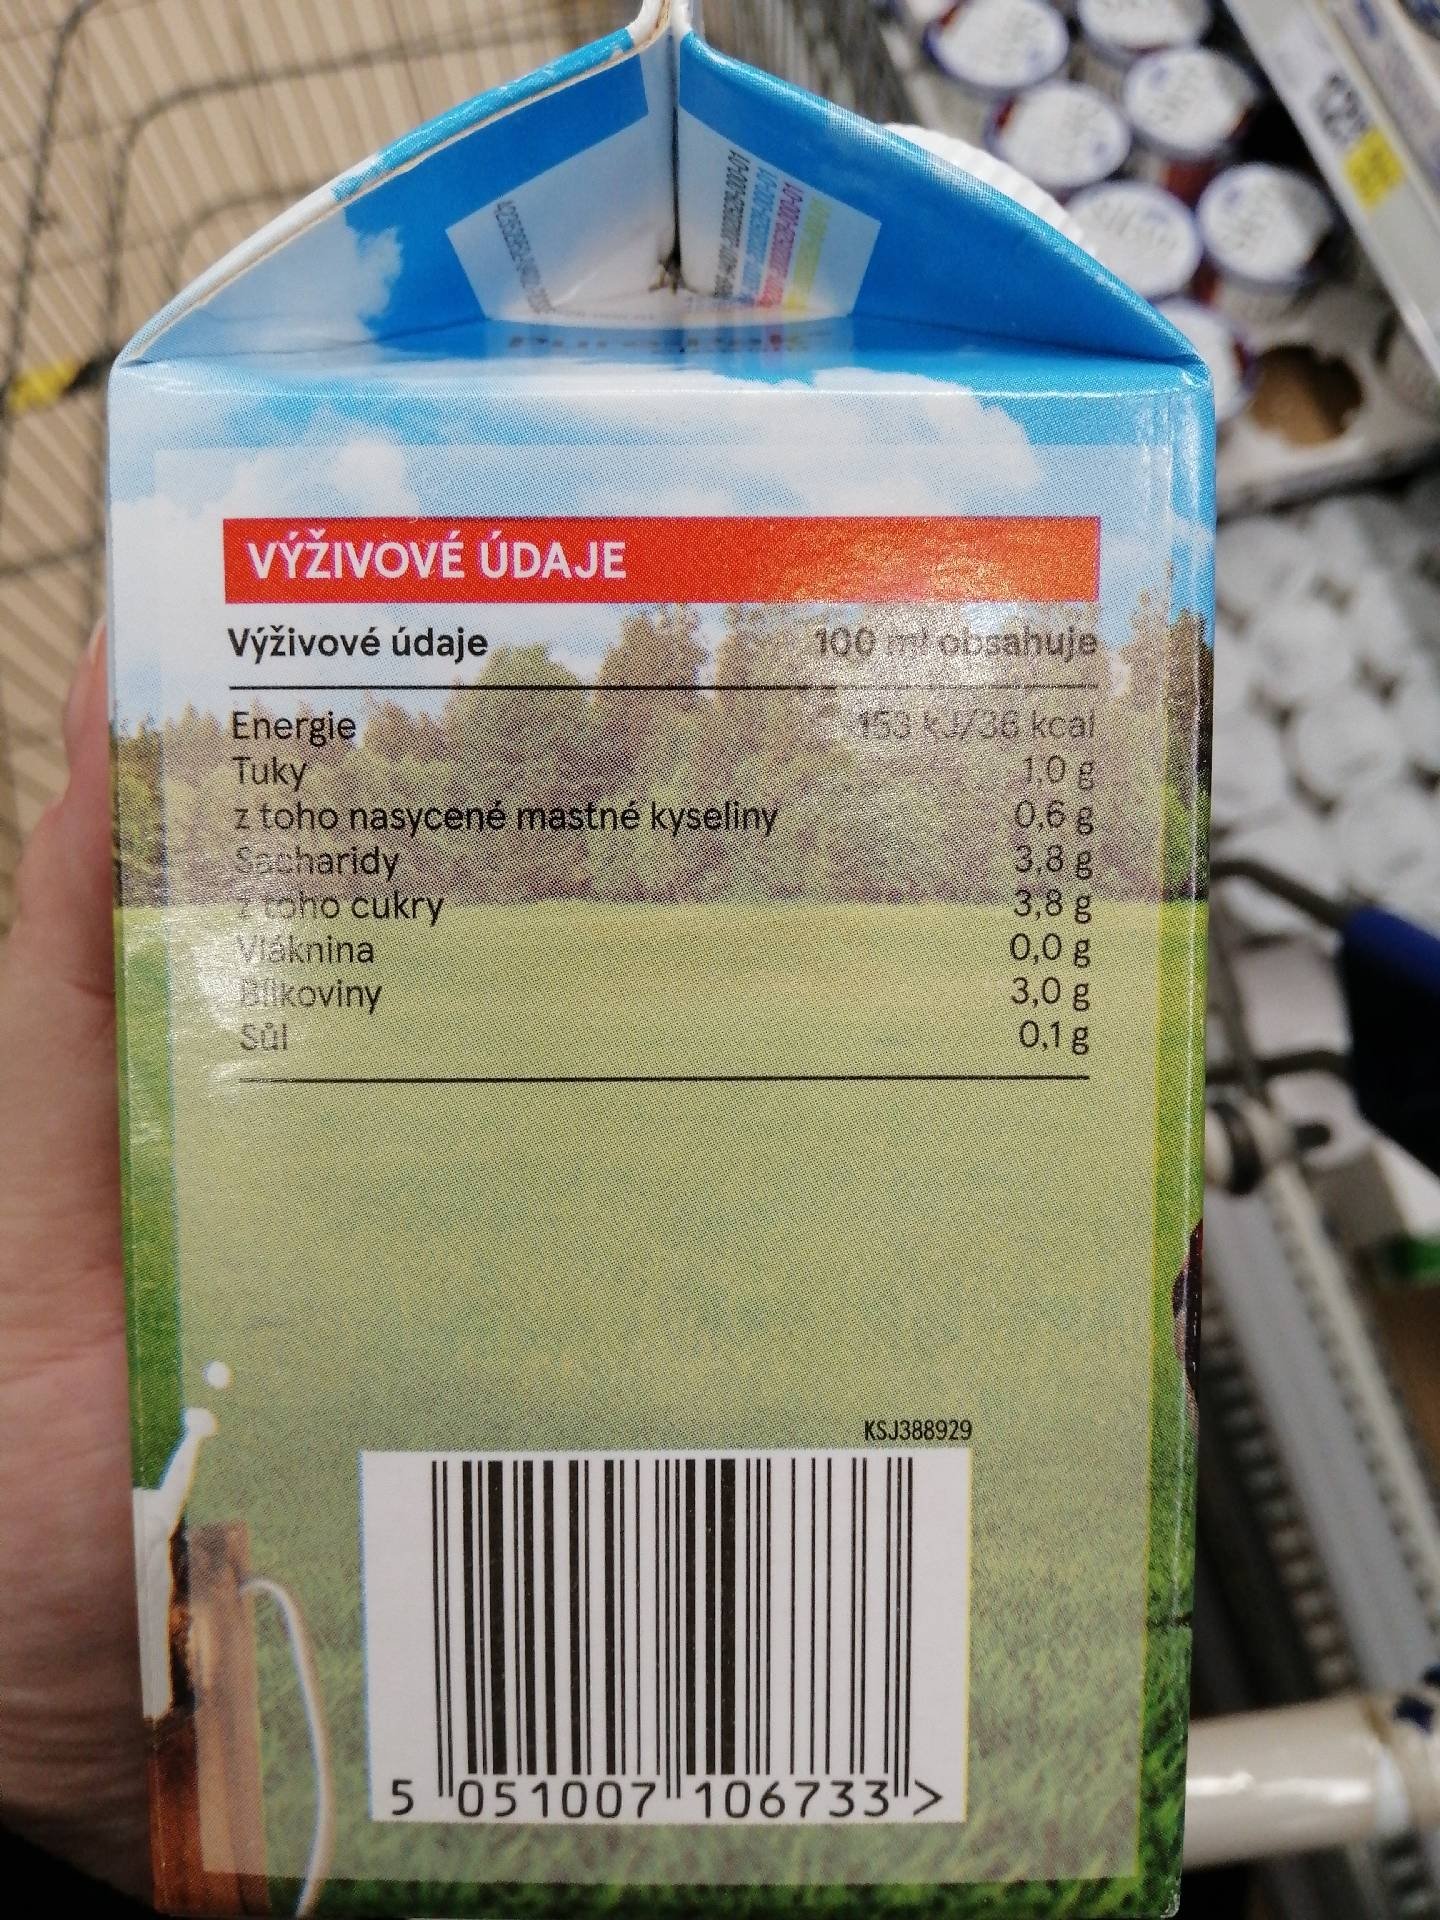 VÝŽIVOVÉ ÚDAJE
Výživové údaje 100 ml obsahuje
Energie 153 kJ/36 kcal
Tuky 1,0 g
z toho nasycené mastné kyseliny 0,6 g
Sacharidy 3,8 g
z toho cukry 3,8 g
Vláknina 0,0 g
Bílkoviny 3,0 g
Sůl 0,1 g
KSJ388929
5 051007 106733 >